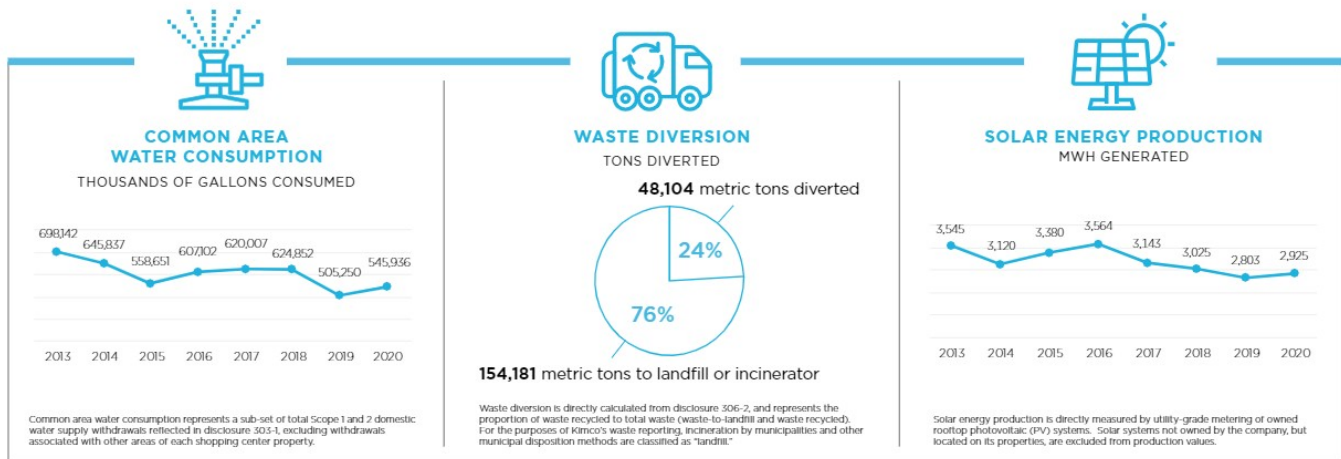 COMMON AREA
WATER CONSUMPTION
THOUSANDS OF GALLONS CONSUMED
698,142
645,837
558,651
607,102
620,007
624,852
505,250
545,936
2013
2014
2015
2016
2017
2018
2019
2020
Common area water consumption represents a sub-set of total Scope 1 and 2 domestic
water supply withdrawals reflected in disclosure 303-1, excluding withdrawals
associated with other areas of each shopping center property.
WASTE DIVERSION
TONS DIVERTED
48,104 metric tons diverted
24%
76%
154,181 metric tons to landfill or incinerator
Waste diversion is directly calculated from disclosure 306-2, and represents the
proportion of waste recycled to total waste (waste-to-landfill and waste recycled).
For the purposes of Kimco's waste reporting, incineration by municipalities and other
municipal disposition methods are classified as "landfill."
SOLAR ENERGY PRODUCTION
MWH GENERATED
3,545
3,120
3,380
3,564
3,143
3,025
2,803
2,925
2013
2014
2015
2016
2017
2018
2019
2020
Solar energy production is directly measured by utility-grade metering of owned
rooftop photovoltaic (PV) systems. Solar systems not owned by the company, but
located on its properties, are excluded from production values.